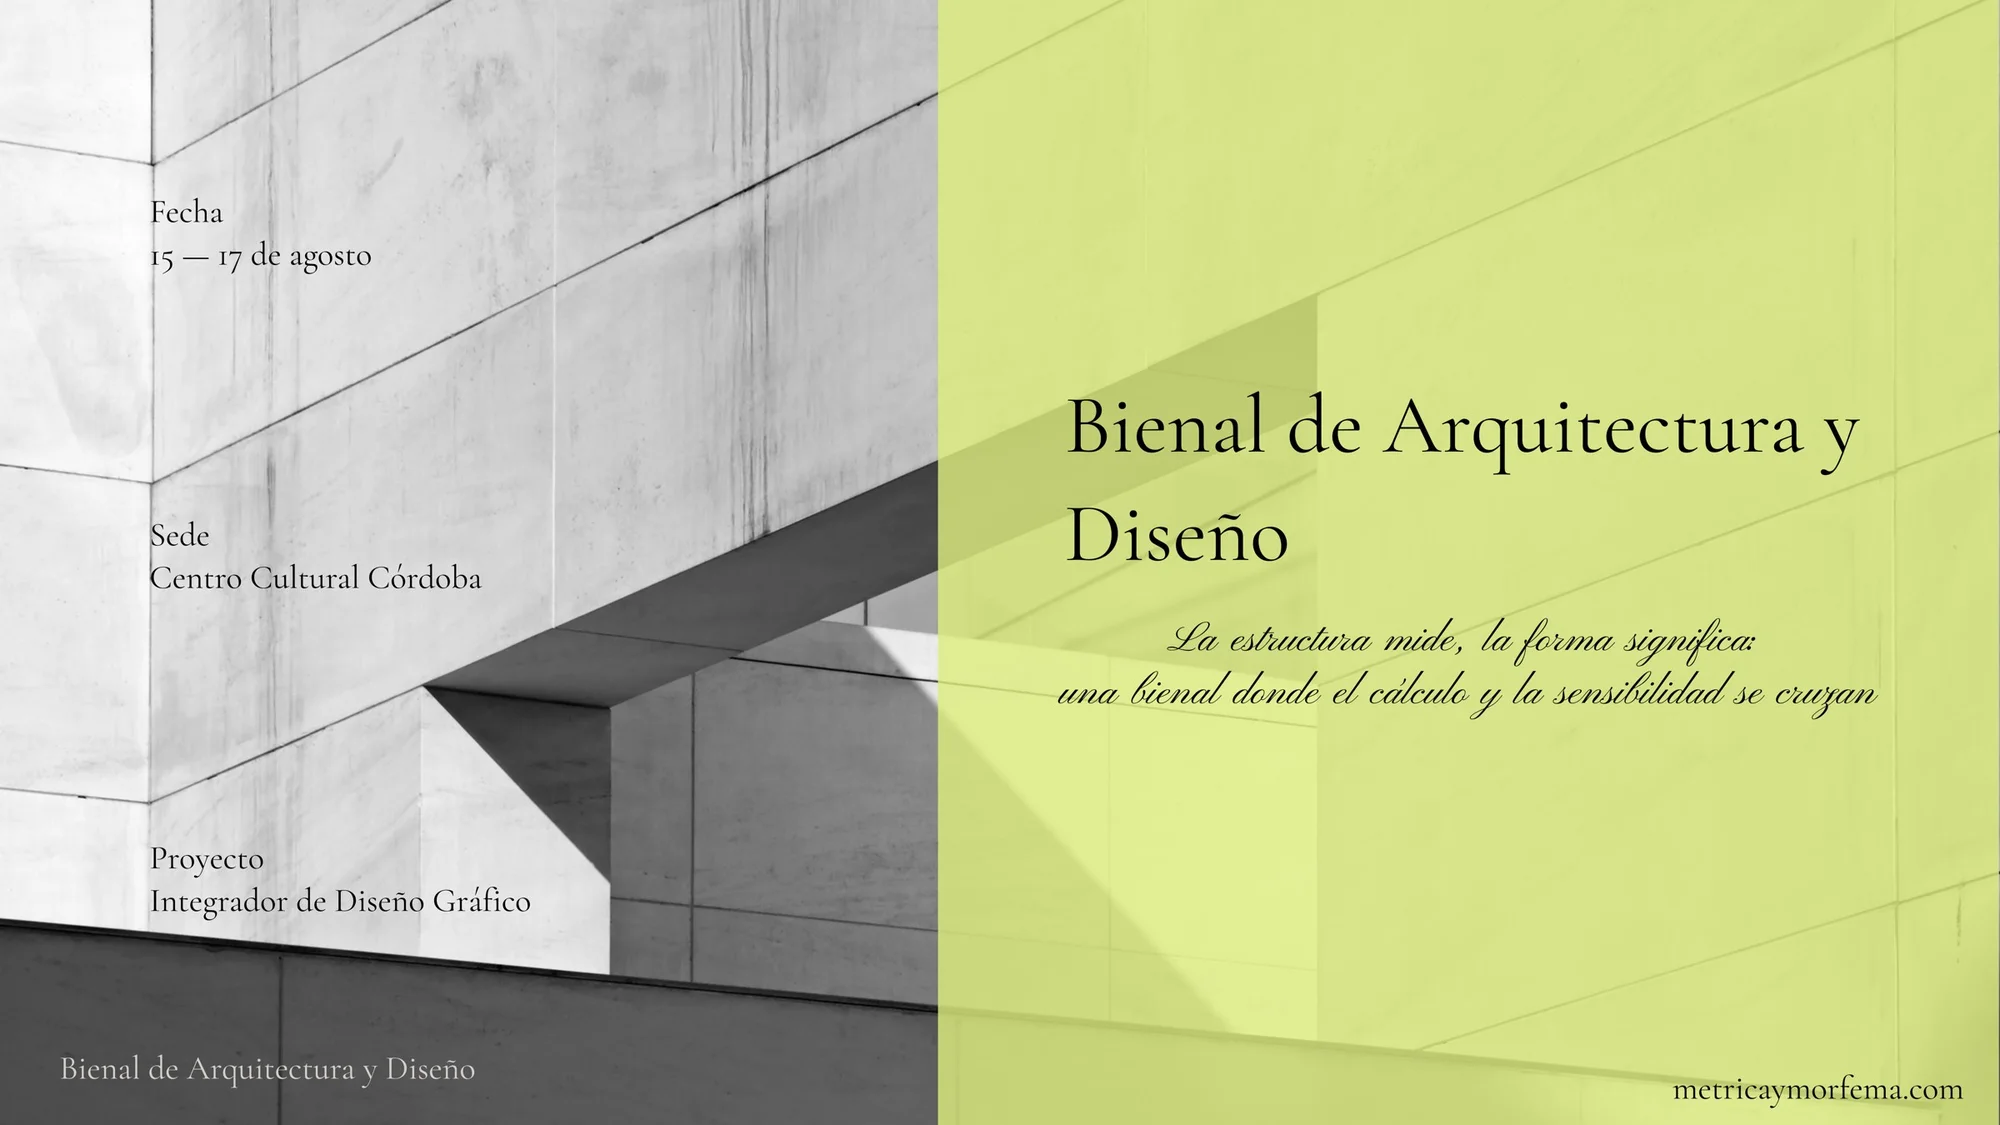 Fecha
15 — 17 de agosto
Sede
Centro Cultural Córdoba
Proyecto
Integrador de Diseño Gráfico
Bienal de Arquitectura y Diseño
Bienal de Arquitectura y
Diseño
La estructura mide, la forma significa:
una bienal donde el cálculo y la sensibilidad se cruzan
metricaymorfema.com